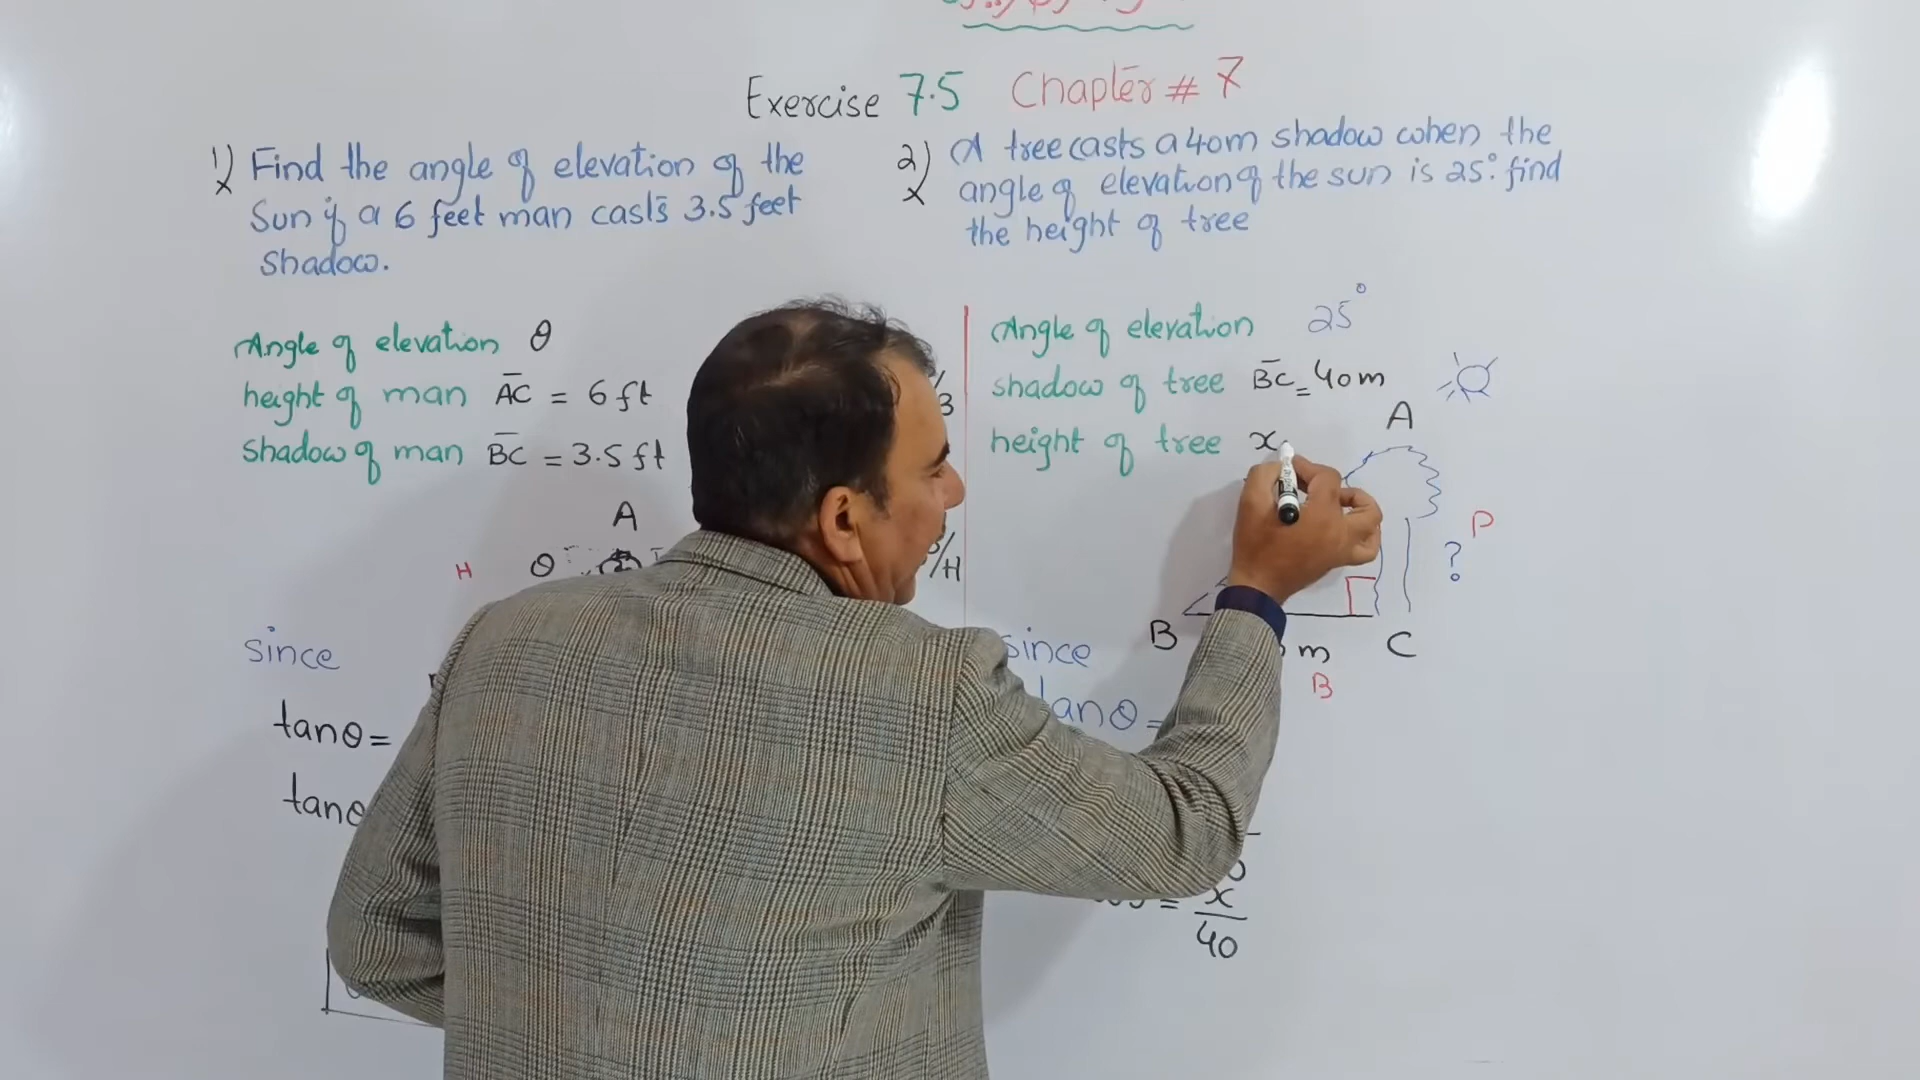 Exercise 7.5 Chapter # 7
1) Find the angle of elevation of the
Sun if a 6 feet man casts 3.5 feet
Shadow.
Angle of elevation θ
height of man AC = 6 ft
shadow of man BC = 3.5 ft
A
H θ
since
tanθ =
tanθ
2) A tree casts a 40m shadow when the
angle of elevation of the sun is 25°. find
the height of tree
Angle of elevation 25°
shadow of tree BC = 40m
height of tree x
A
P
?
B m C
B
since
tanθ =
= x/40